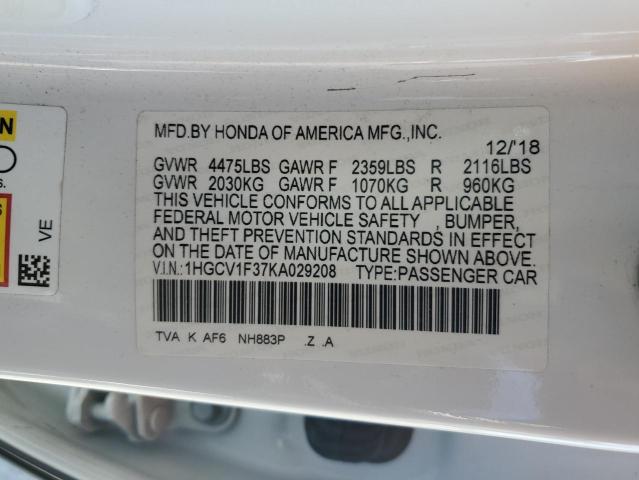 MFD.BY HONDA OF AMERICA MFG.,INC.
12/'18
GVWR 4475LBS GAWR F 2359LBS R 2116LBS
GVWR 2030KG GAWR F 1070KG R 960KG
THIS VEHICLE CONFORMS TO ALL APPLICABLE
FEDERAL MOTOR VEHICLE SAFETY , BUMPER,
AND THEFT PREVENTION STANDARDS IN EFFECT
ON THE DATE OF MANUFACTURE SHOWN ABOVE.
V.I.N.:1HGCV1F37KA029208 TYPE:PASSENGER CAR
TVA K AF6 NH883P .Z .A
VE